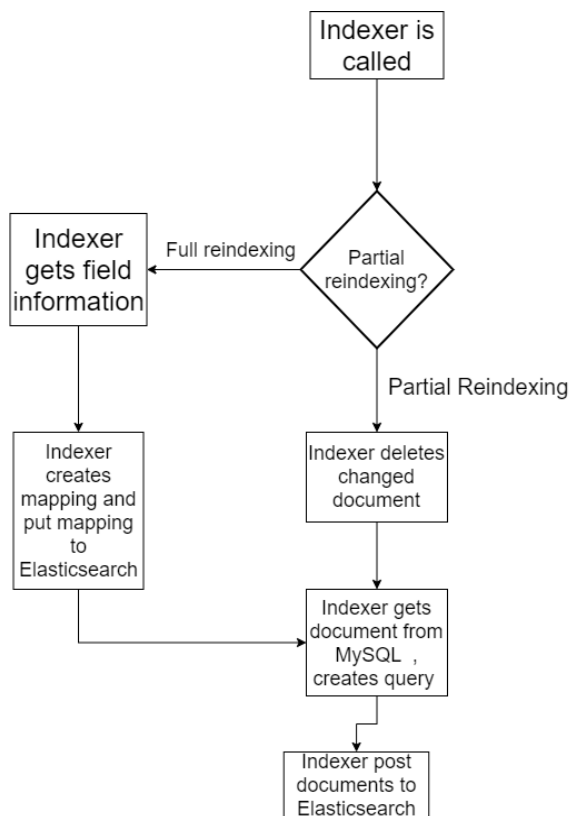 Indexer is
called
Partial
reindexing?
Full reindexing
Indexer
gets field
information
Partial Reindexing
Indexer
creates
mapping and
put mapping
to
Elasticsearch
Indexer deletes
changed
document
Indexer gets
document from
MySQL ,
creates query
Indexer post
documents to
Elasticsearch